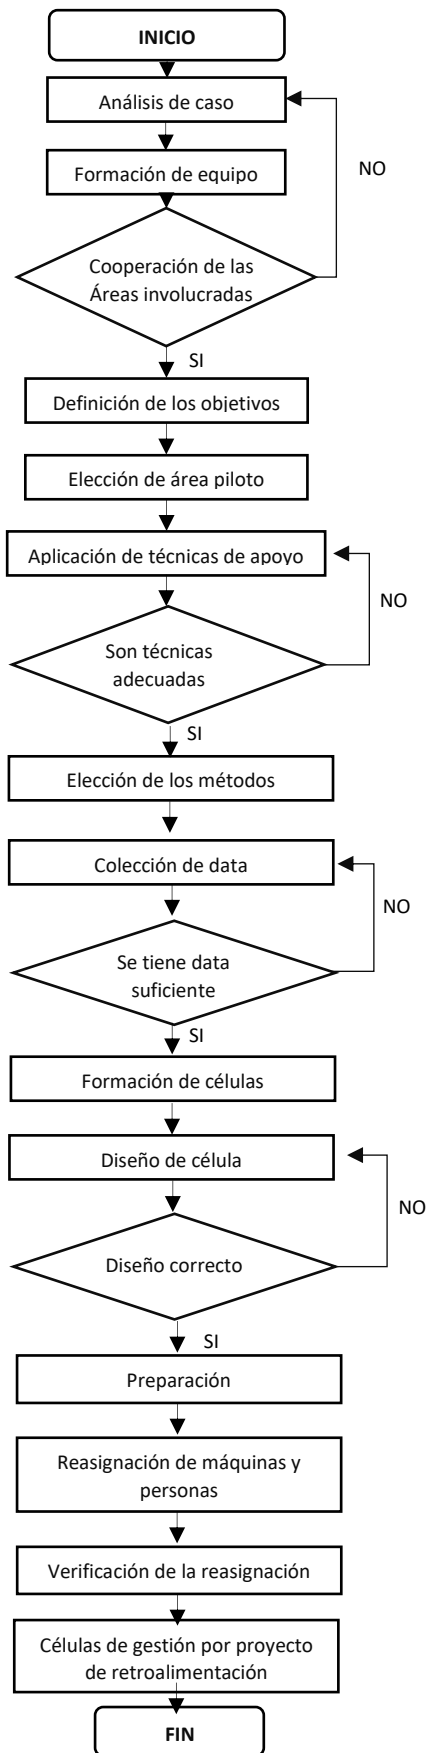 INICIO
Análisis de caso
NO
Formación de equipo
Cooperación de las
Áreas involucradas
SI
Definición de los objetivos
Elección de área piloto
Aplicación de técnicas de apoyo
NO
Son técnicas
adecuadas
SI
Elección de los métodos
Colección de data
NO
Se tiene data
suficiente
SI
Formación de células
Diseño de célula
NO
Diseño correcto
SI
Preparación
Reasignación de máquinas y
personas
Verificación de la reasignación
Células de gestión por proyecto
de retroalimentación
FIN